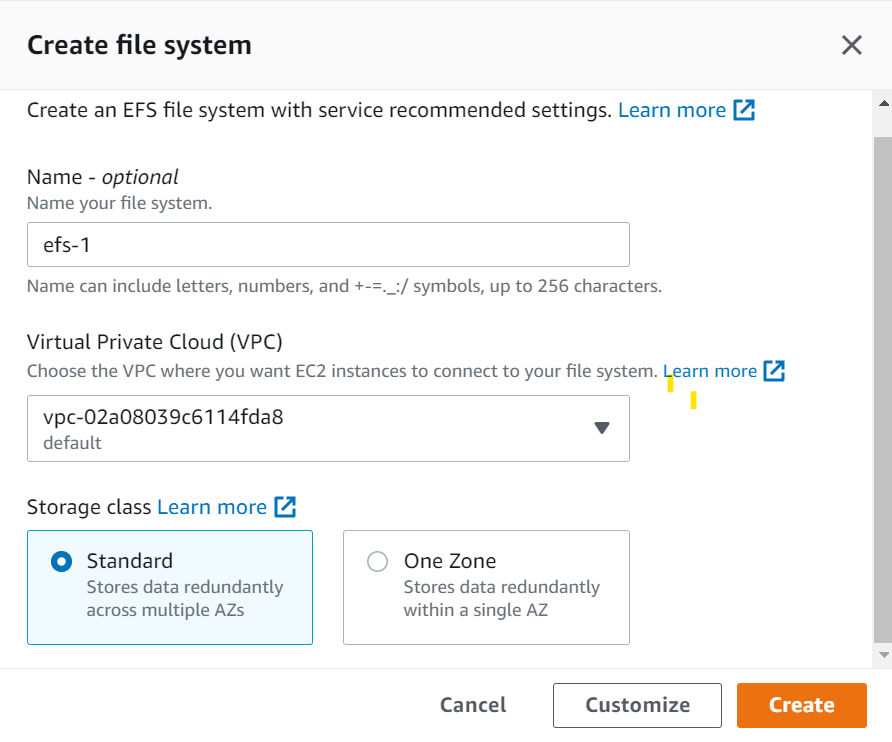 Create file system
Create an EFS file system with service recommended settings. Learn more
Name - optional
Name your file system.
efs-1
Name can include letters, numbers, and +-=._:/ symbols, up to 256 characters.
Virtual Private Cloud (VPC)
Choose the VPC where you want EC2 instances to connect to your file system. Learn more
vpc-02a08039c6114fda8
default
Storage class Learn more
Standard
Stores data redundantly
across multiple AZs
One Zone
Stores data redundantly
within a single AZ
Cancel
Customize
Create